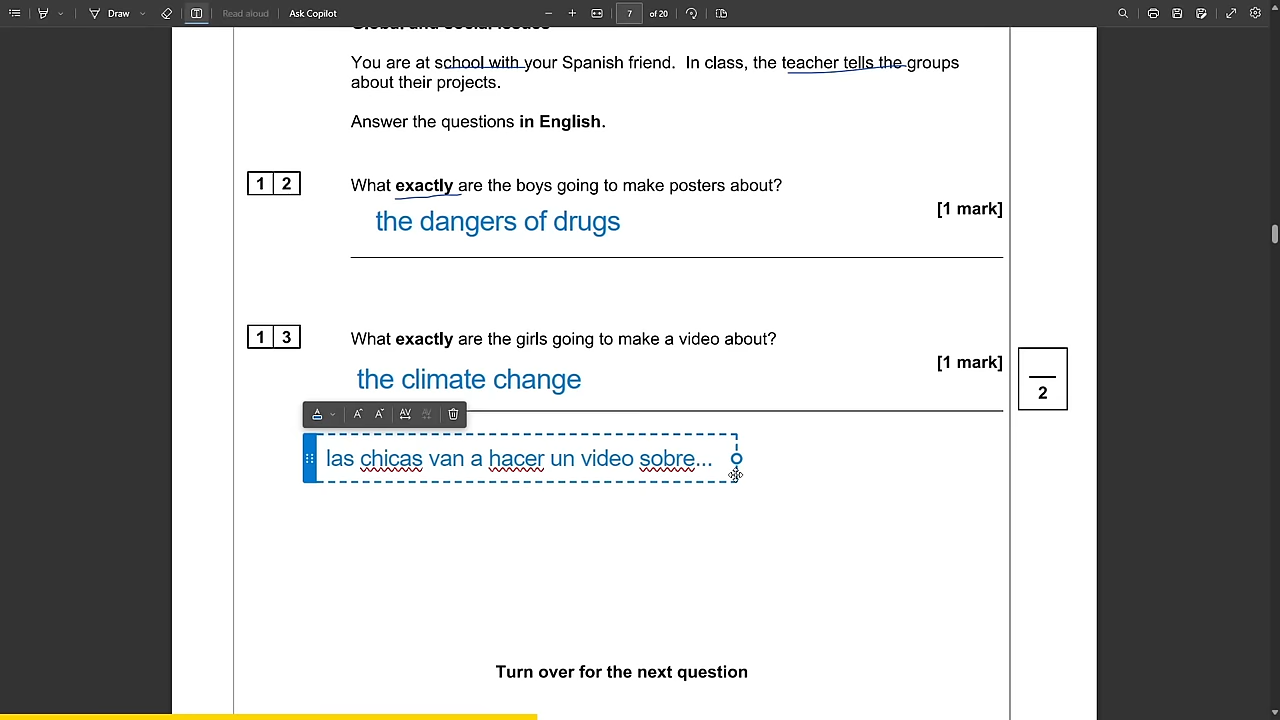 Read aloud
Ask Copilot
Draw
7 of 20
You are at school with your Spanish friend. In class, the teacher tells the groups
about their projects.
Answer the questions in English.
1 2 What exactly are the boys going to make posters about?
[1 mark]
the dangers of drugs
1 3 What exactly are the girls going to make a video about?
[1 mark]
the climate change
2
las chicas van a hacer un video sobre...
Turn over for the next question